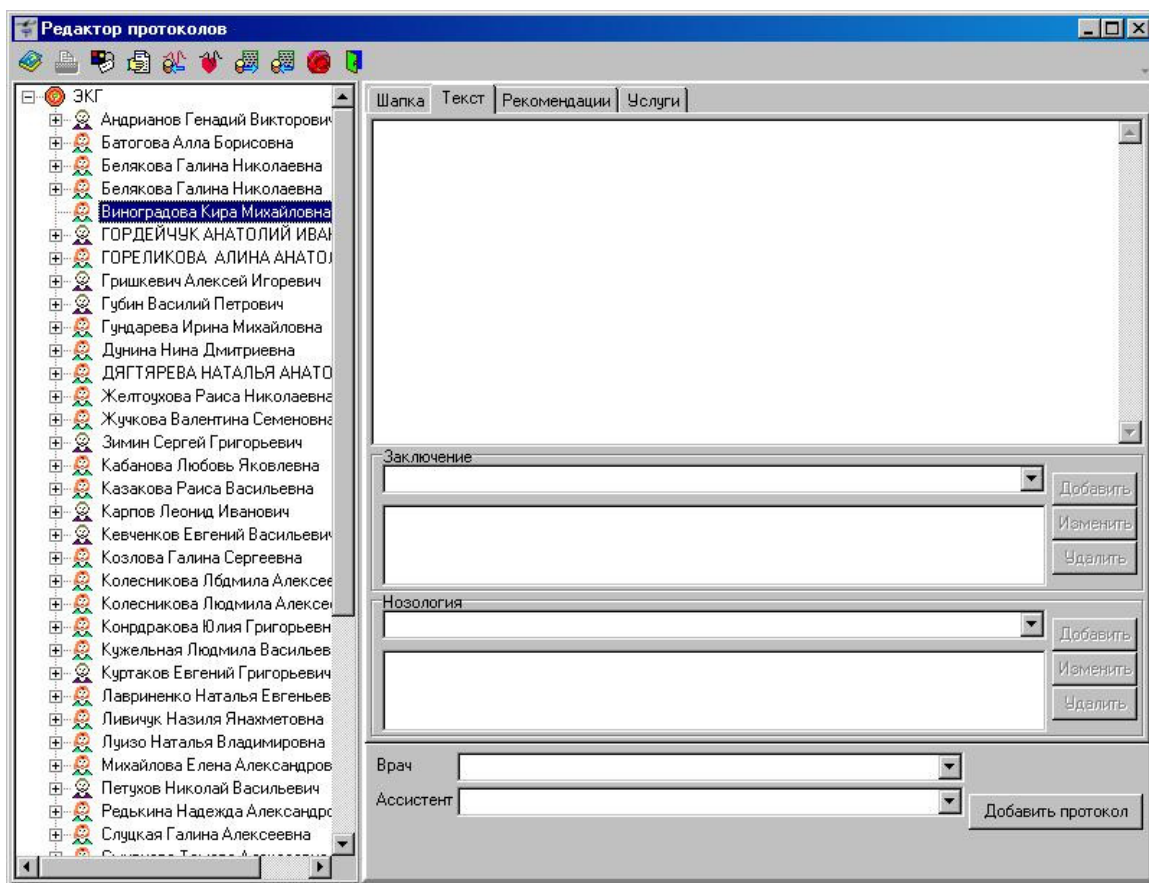 Редактор протоколов
ЭКГ
Андрианов Генадий Викторович
Батогова Алла Борисовна
Белякова Галина Николаевна
Белякова Галина Николаевна
Виноградова Кира Михайловна
ГОРДЕЙЧУК АНАТОЛИЙ ИВАН
ГОРЕЛИКОВА АЛИНА АНАТОЛ
Гришкевич Алексей Игоревич
Губин Василий Петрович
Гундарева Ирина Михайловна
Дунина Нина Дмитриевна
ДЯГТЯРЕВА НАТАЛЬЯ АНАТО
Желтоухова Раиса Николаевна
Жучкова Валентина Семеновна
Зимин Сергей Григорьевич
Кабанова Любовь Яковлевна
Казакова Раиса Васильевна
Карпов Леонид Иванович
Кевченков Евгений Васильевич
Козлова Галина Сергеевна
Колесникова Лбдмила Алексее
Колесникова Людмила Алексе
Конрдракова Юлия Григорьевн
Кужельная Людмила Васильев
Куртаков Евгений Григорьевич
Лавриненко Наталья Евгеньев
Ливичук Назиля Янахметовна
Луизо Наталья Владимировна
Михайлова Елена Александров
Петухов Николай Васильевич
Редькина Надежда Александро
Слуцкая Галина Алексеевна
Шапка Текст Рекомендации Услуги
Заключение
Добавить
Изменить
Удалить
Нозология
Добавить
Изменить
Удалить
Врач
Ассистент
Добавить протокол